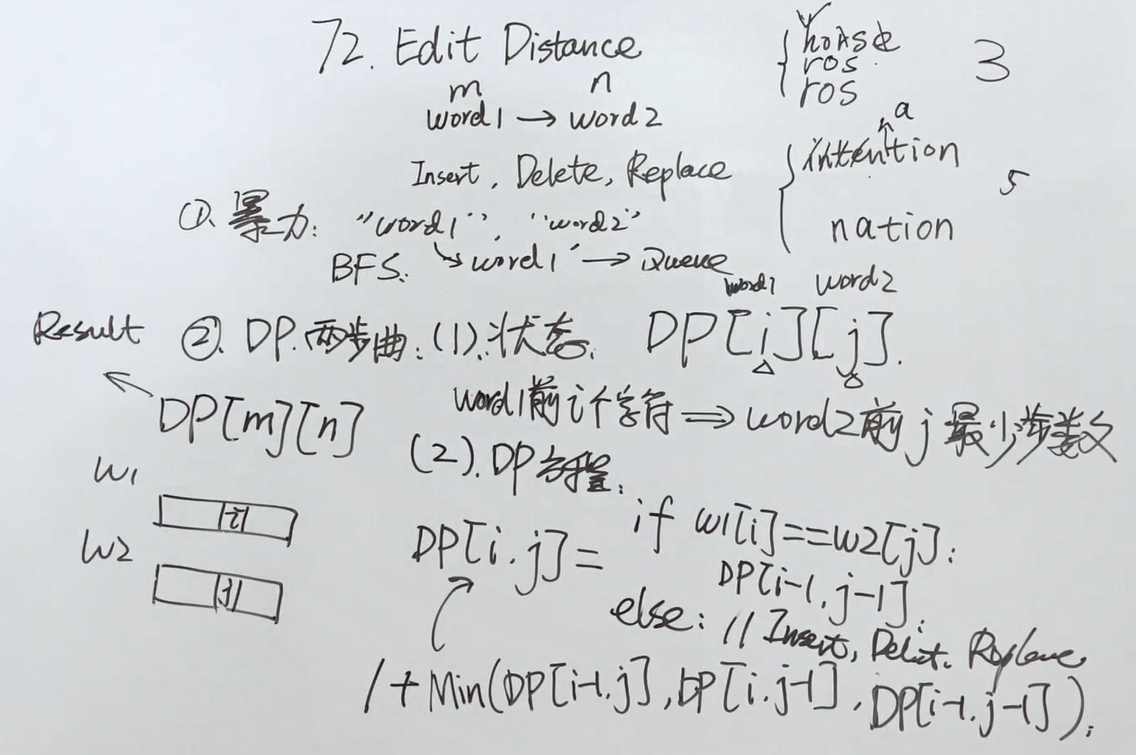 72. Edit Distance
m n
word1 → word2
Insert, Delete, Replace
①. 暴力: "word1", "word2"
BFS. word1' → Queue
{ horse
ros
ros
3
a
{ intention
nation
5
Result
②. DP. 两步曲: (1). 状态.
word1 word2
DP[i][j].
DP[m][n]
word1前i个字符 ⇒ word2前j最少步数
(2). DP方程:
W1
i
W2
j
DP[i.j] =
if w1[i]==w2[j]:
DP[i-1.j-1].
else: // Insert, Delet. Replace
1 + Min(DP[i-1.j], DP[i.j-1], DP[i-1.j-1]).